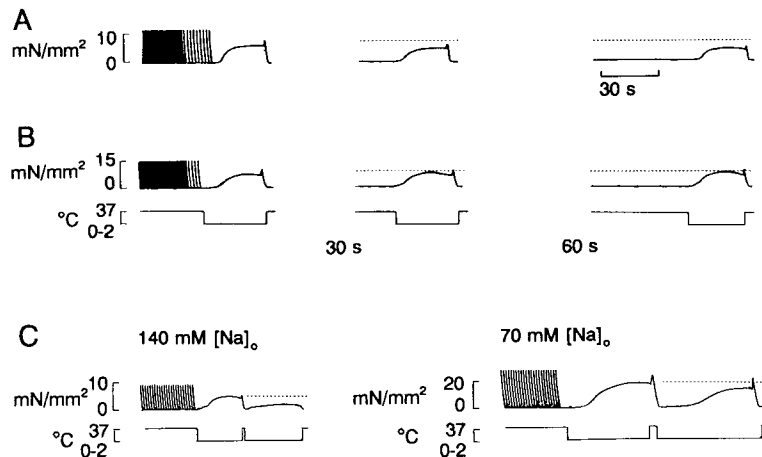 A
10
mN/mm²
0
30 s
B
15
mN/mm²
0
°C
37
0-2
30 s
60 s
C
140 mM [Na]ₒ
70 mM [Na]ₒ
10
mN/mm²
0
20
mN/mm²
0
°C
37
0-2
°C
37
0-2